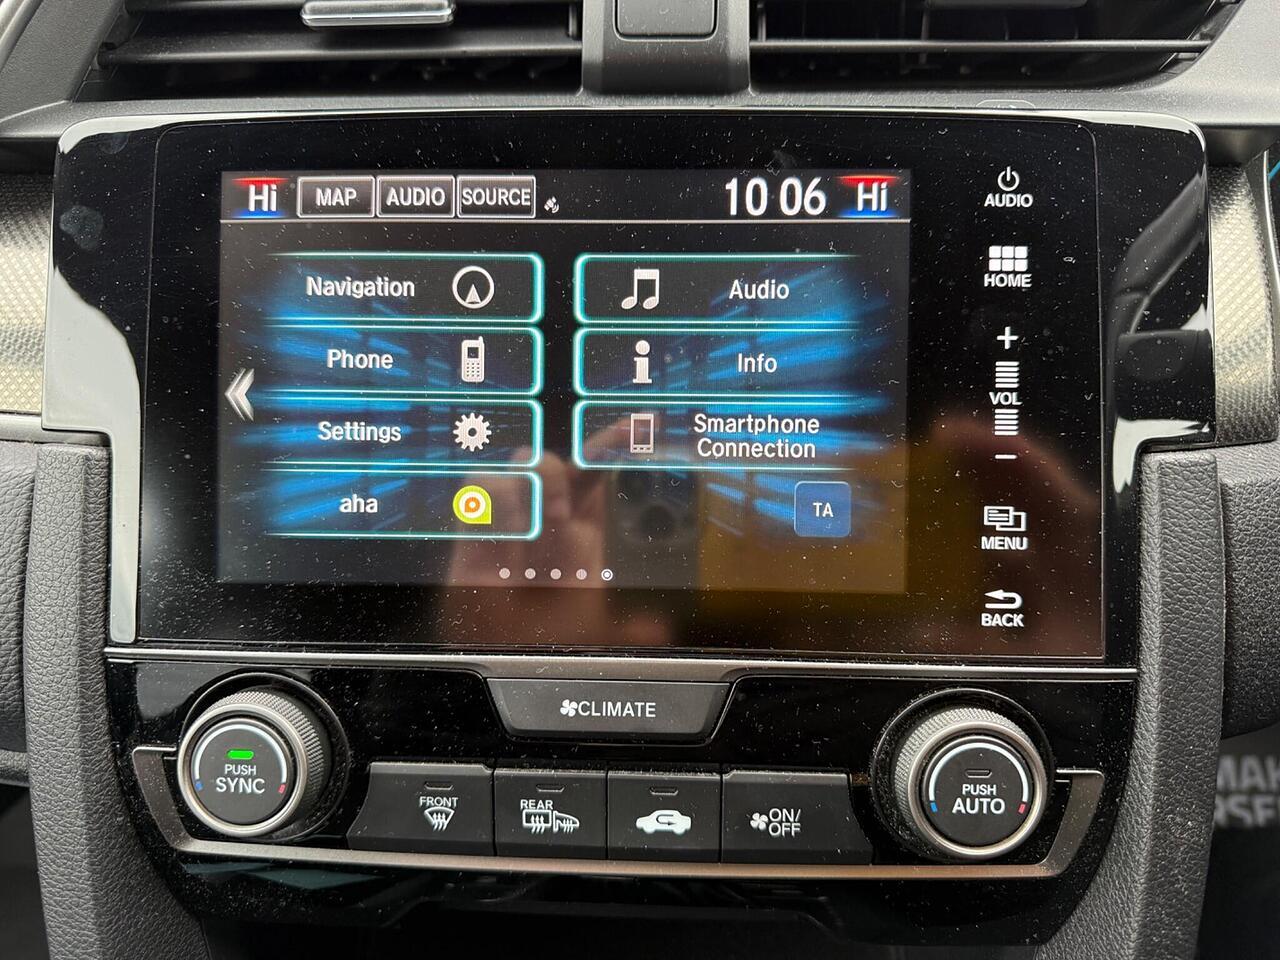 Hi MAP AUDIO SOURCE 10 06 Hi
Navigation
Audio
Phone
Info
Settings
Smartphone
Connection
aha
TA
AUDIO
HOME
+
VOL
-
MENU
BACK
CLIMATE
PUSH
SYNC
FRONT
REAR
ON/
OFF
PUSH
AUTO